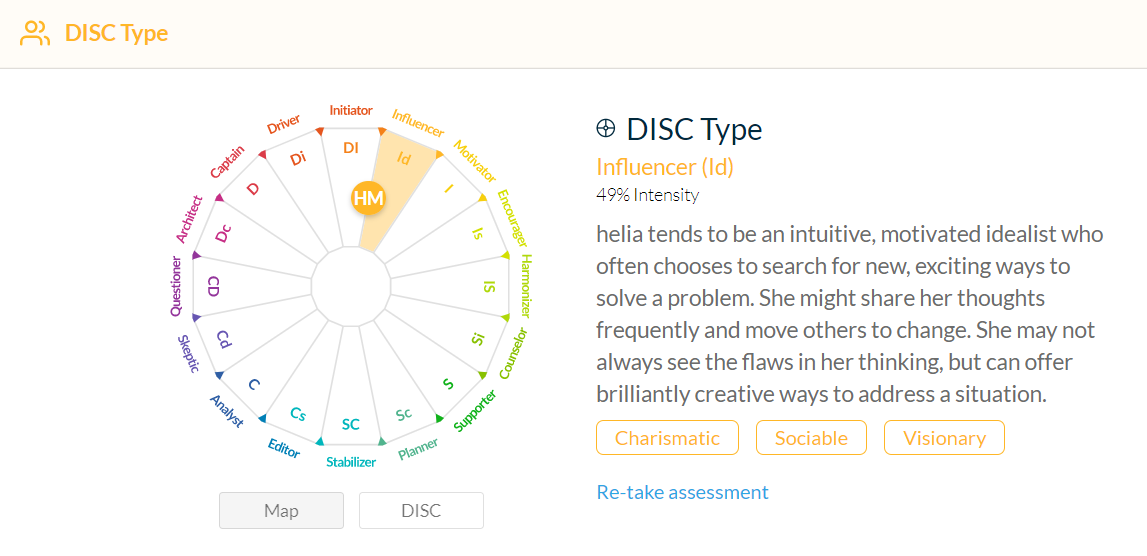 DISC Type
Initiator
Influencer
Motivator
Encourager
Harmonizer
Counselor
Supporter
Planner
Stabilizer
Editor
Analyst
Skeptic
Questioner
Architect
Captain
Driver
DI
Id
I
Is
IS
Si
S
Sc
SC
Cs
C
Cd
CD
Dc
D
Di
HM
Map
DISC
DISC Type
Influencer (Id)
49% Intensity
helia tends to be an intuitive, motivated idealist who
often chooses to search for new, exciting ways to
solve a problem. She might share her thoughts
frequently and move others to change. She may not
always see the flaws in her thinking, but can offer
brilliantly creative ways to address a situation.
Charismatic
Sociable
Visionary
Re-take assessment